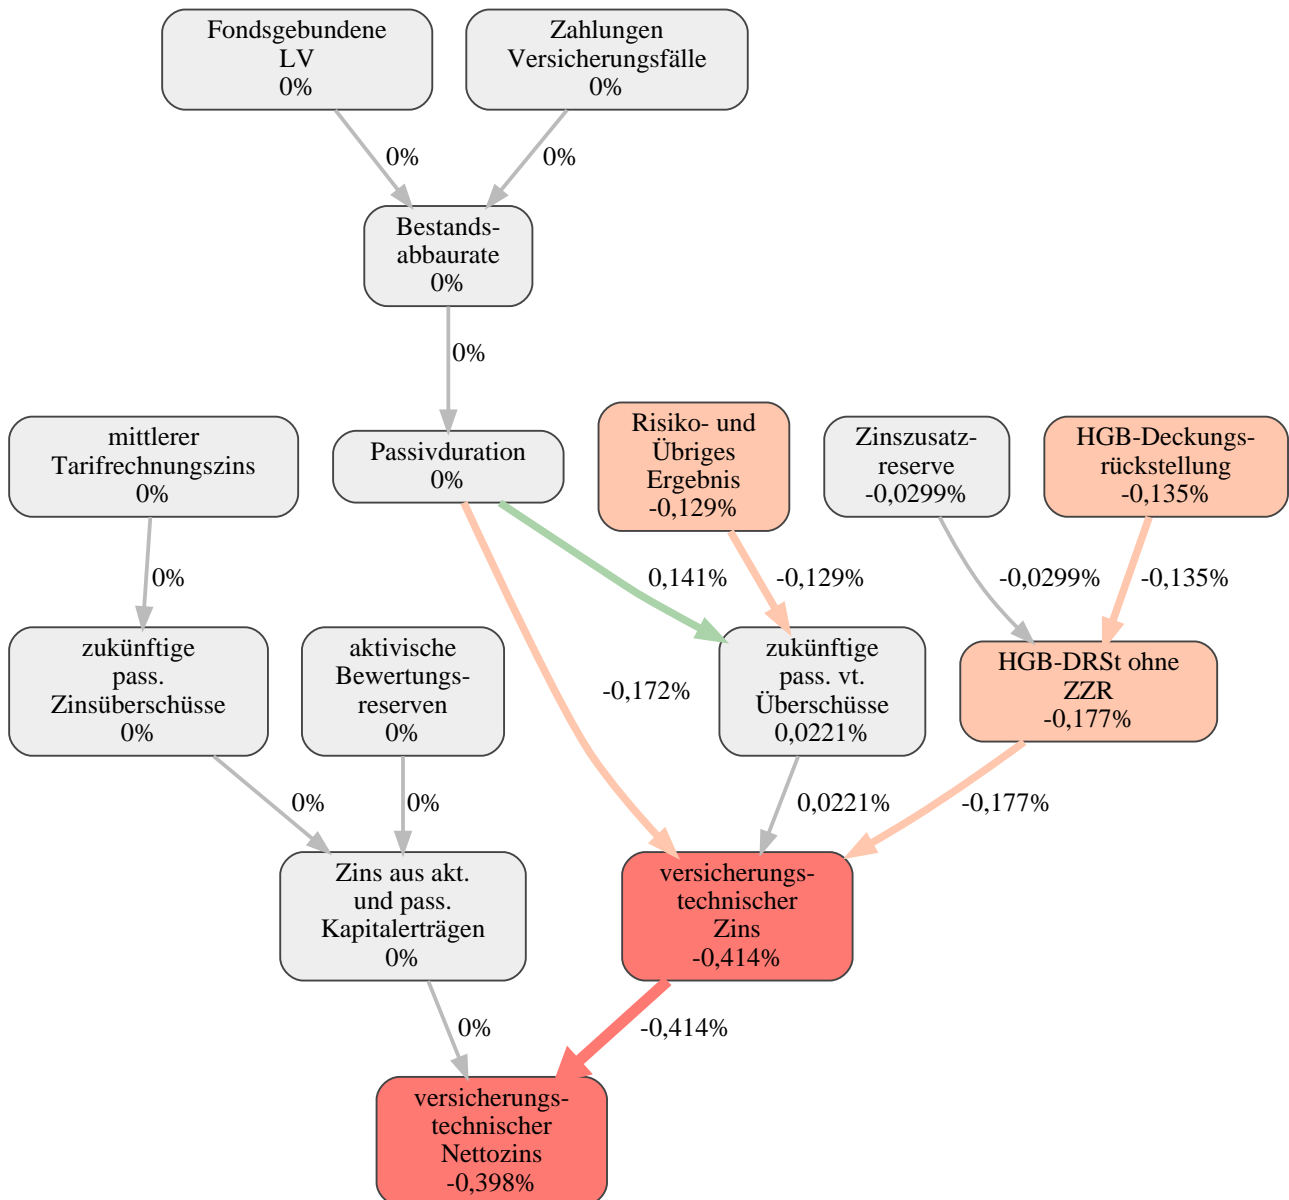 Fondsgebundene
LV
0%
Zahlungen
Versicherungsfälle
0%
0%
0%
Bestands-
abbaurate
0%
0%
mittlerer
Tarifrechnungszins
0%
Passivduration
0%
Risiko- und
Übriges
Ergebnis
-0,129%
Zinszusatz-
reserve
-0,0299%
HGB-Deckungs-
rückstellung
-0,135%
0%
0,141%
-0,129%
-0,0299%
-0,135%
zukünftige
pass.
Zinsüberschüsse
0%
aktivische
Bewertungs-
reserven
0%
-0,172%
zukünftige
pass. vt.
Überschüsse
0,0221%
HGB-DRSt ohne
ZZR
-0,177%
0%
0%
0,0221%
-0,177%
Zins aus akt.
und pass.
Kapitalerträgen
0%
versicherungs-
technischer
Zins
-0,414%
0%
-0,414%
versicherungs-
technischer
Nettozins
-0,398%